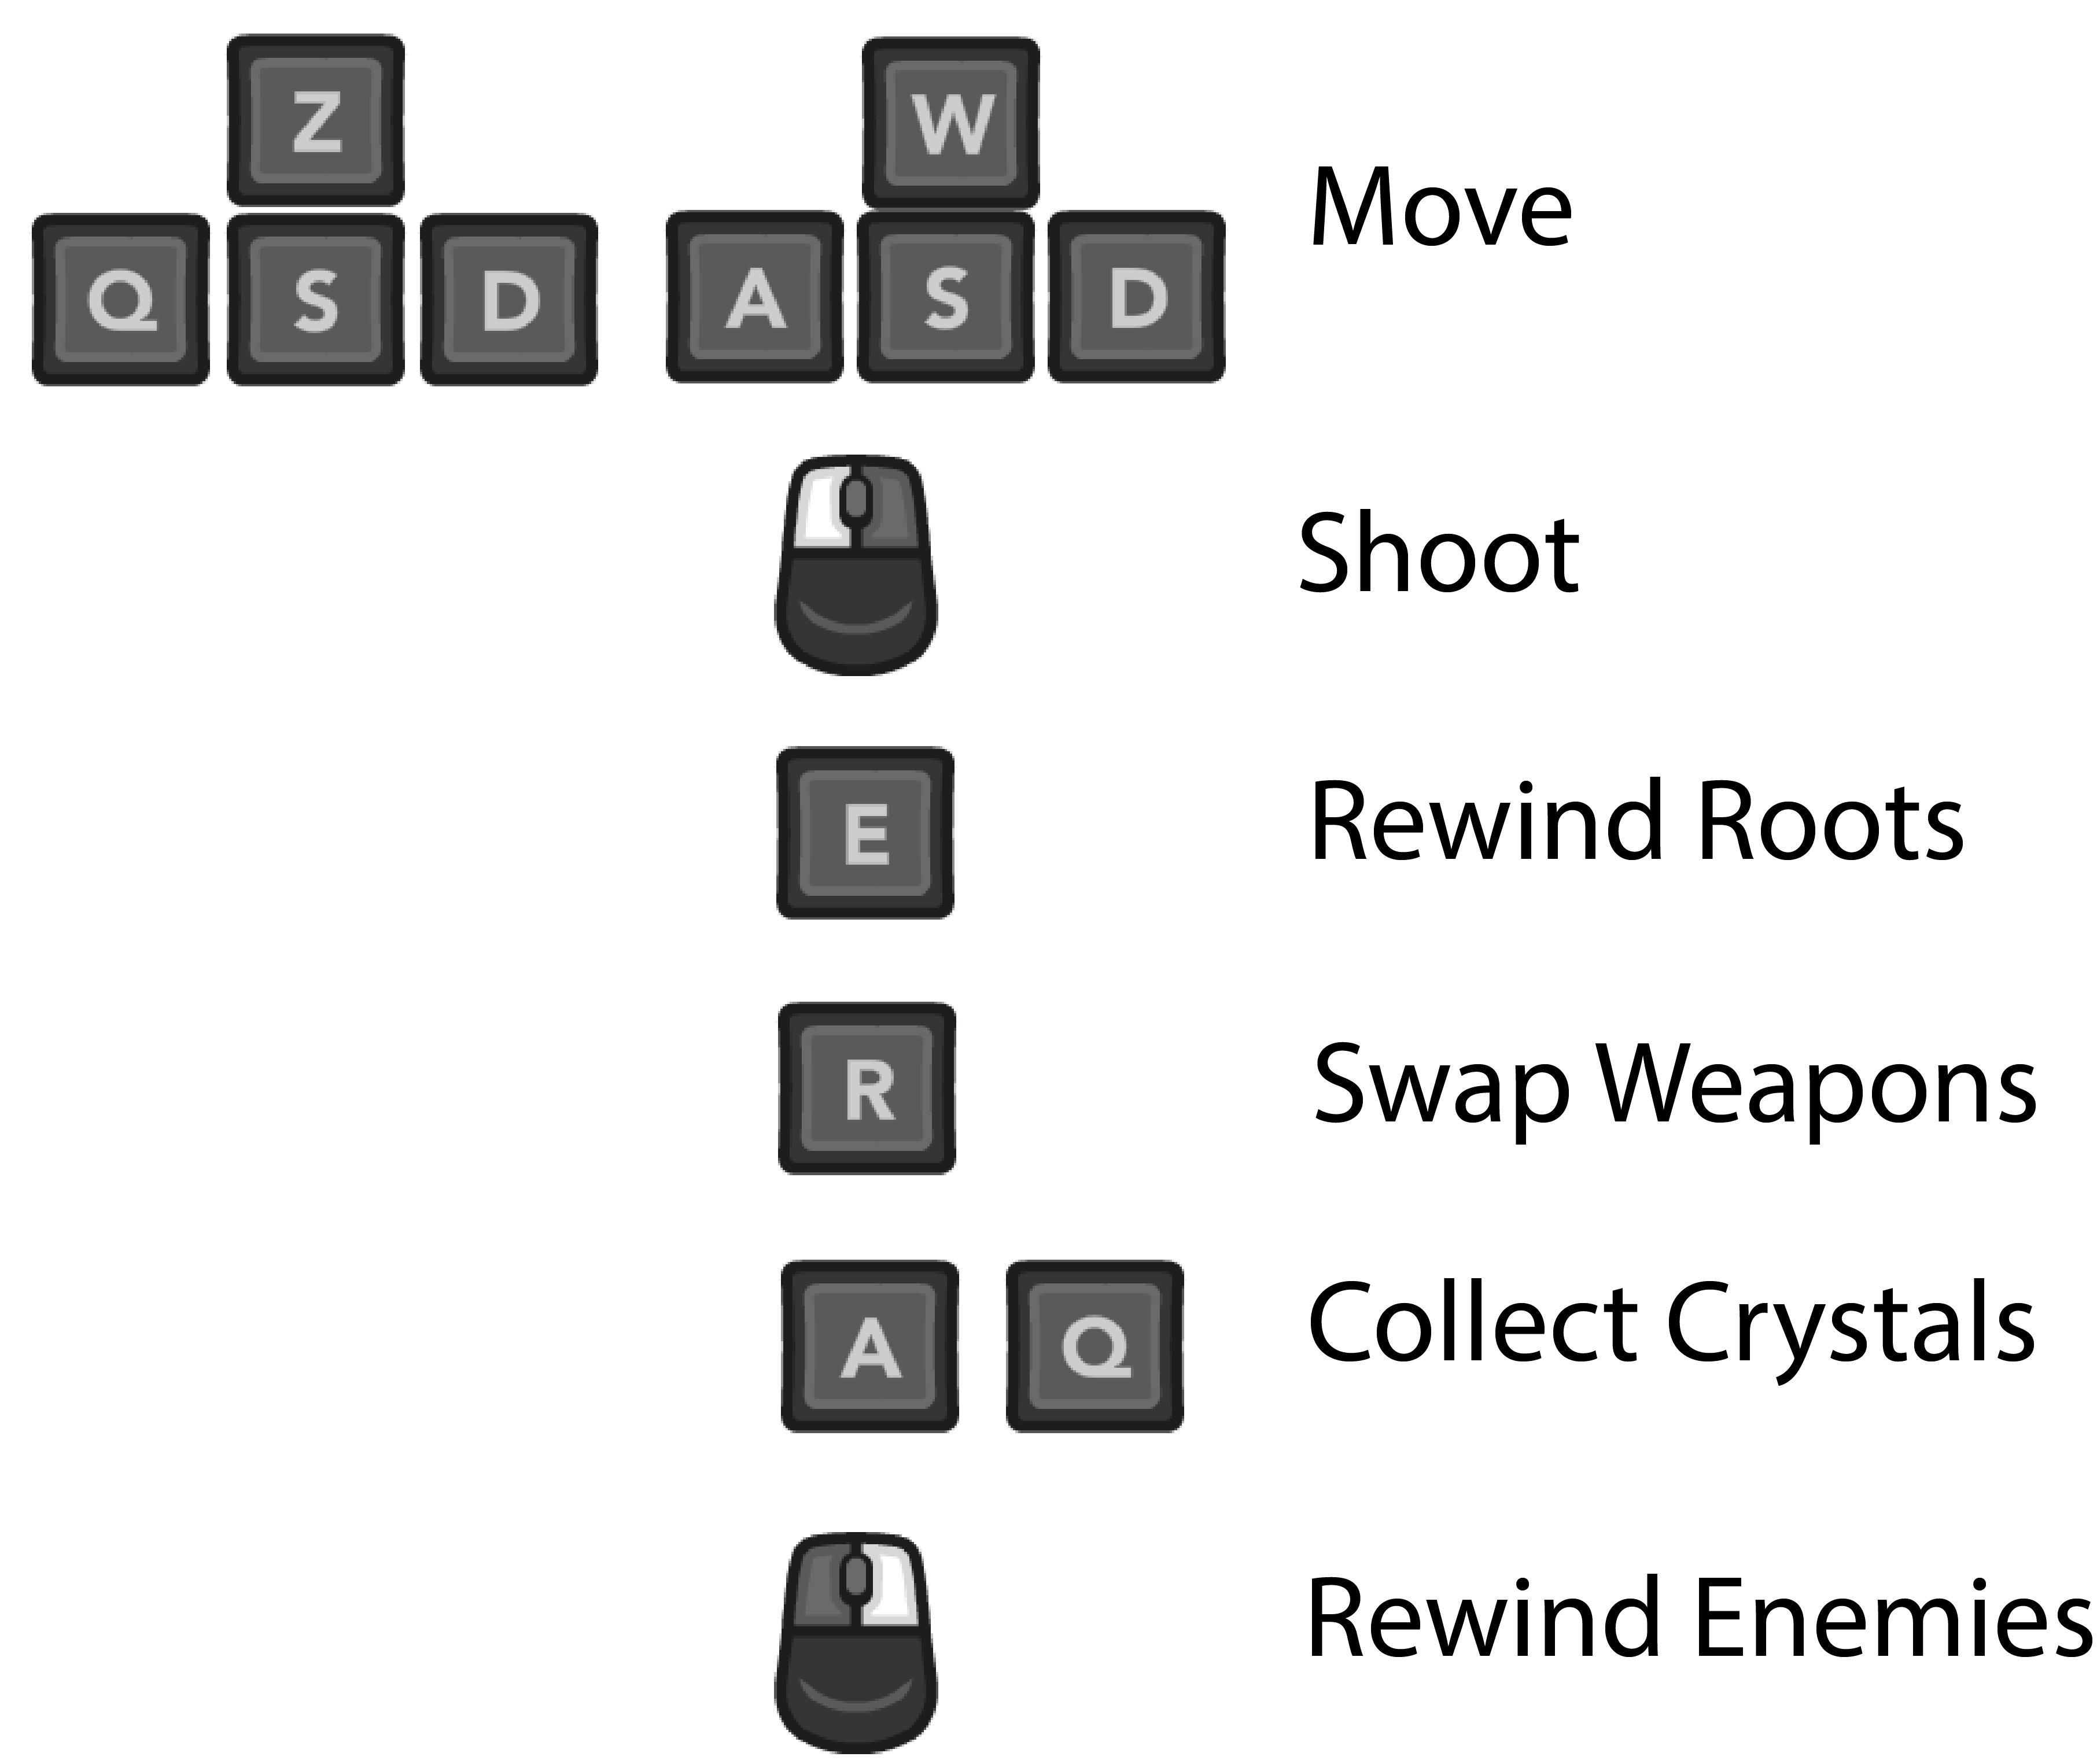 Z W
Q S D A S D Move
Shoot
E Rewind Roots
R Swap Weapons
A Q Collect Crystals
Rewind Enemies